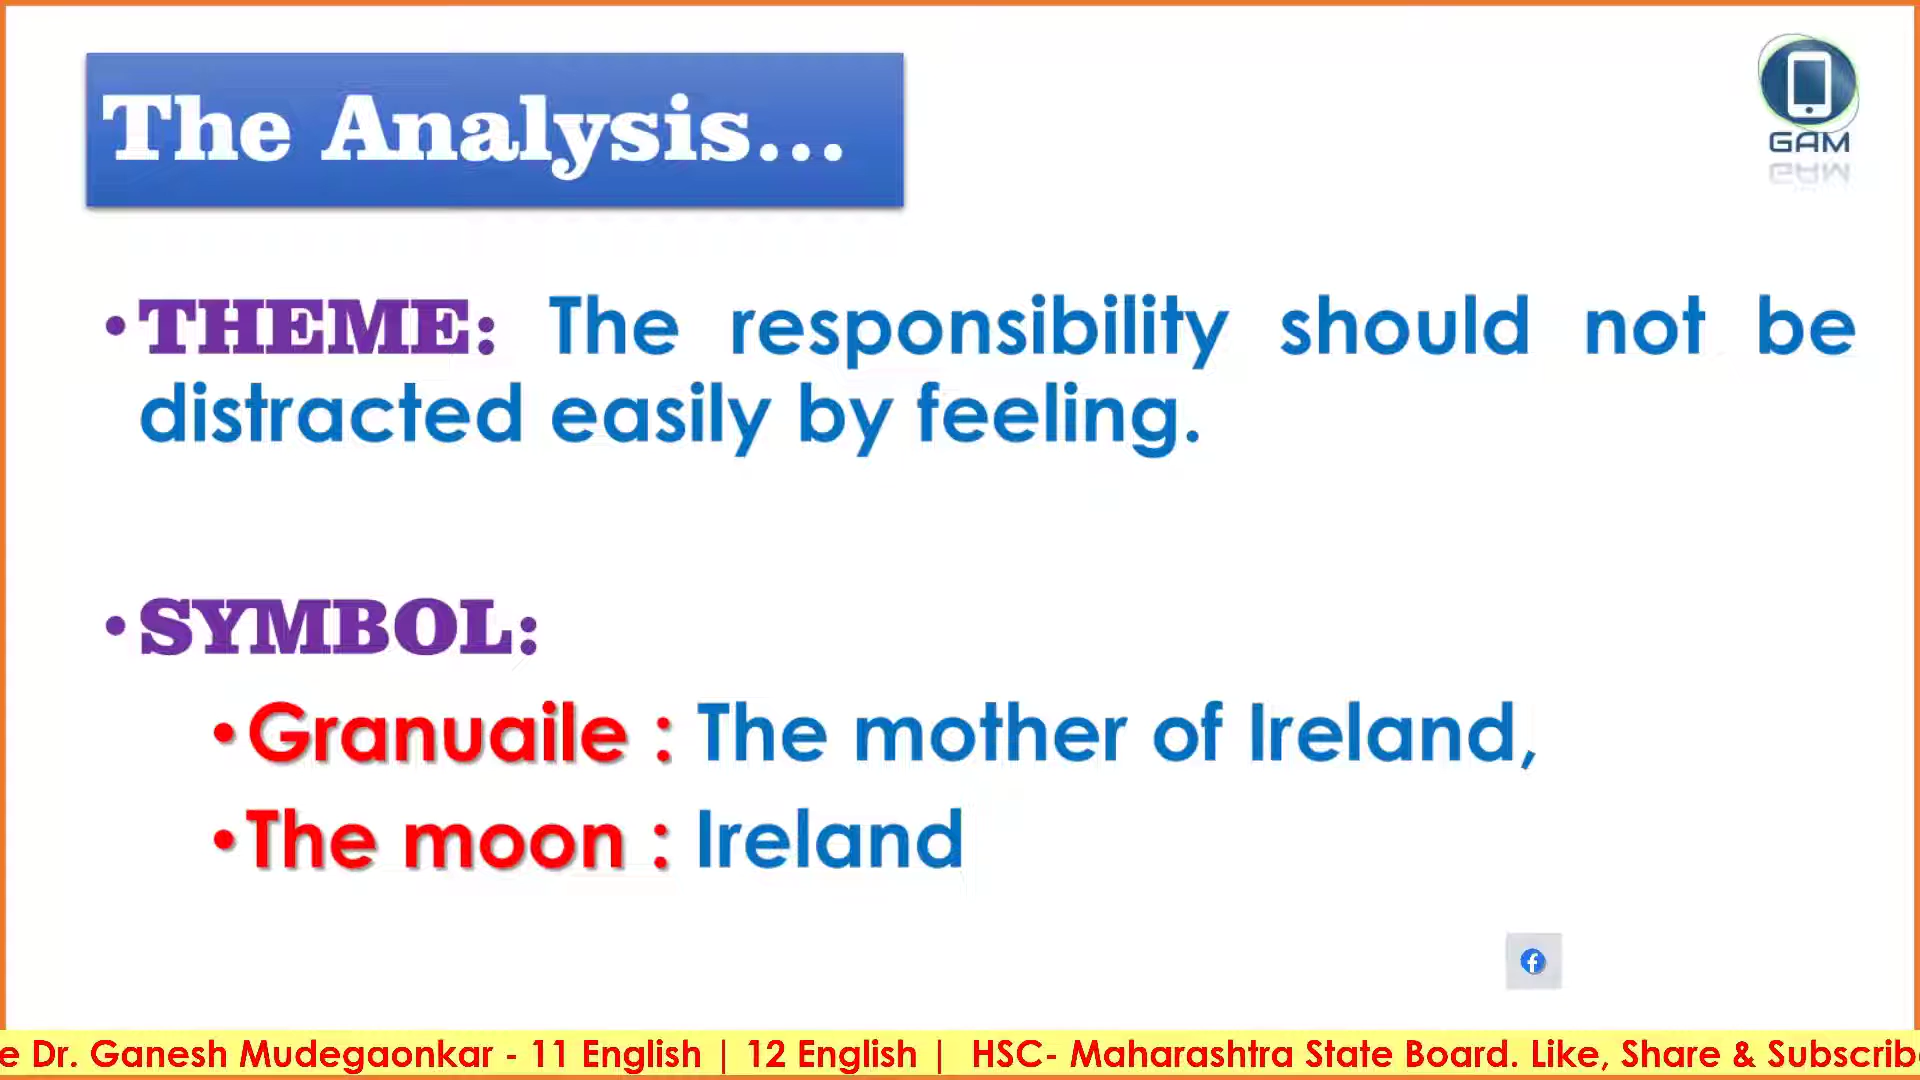 The Analysis...
GAM
•THEME: The responsibility should not be
distracted easily by feeling.
•SYMBOL:
•Granuaile : The mother of Ireland,
•The moon : Ireland
e Dr. Ganesh Mudegaonkar - 11 English | 12 English | HSC- Maharashtra State Board. Like, Share & Subscrib